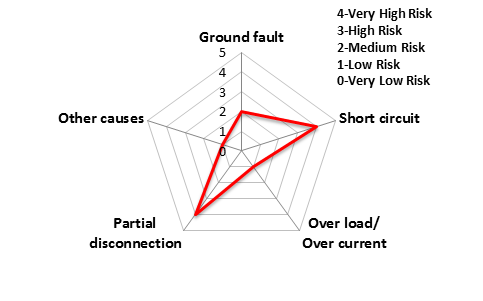 4-Very High Risk
3-High Risk
2-Medium Risk
1-Low Risk
0-Very Low Risk
Ground fault
5
4
3
2
1
0
Other causes
Short circuit
Partial
disconnection
Over load/
Over current